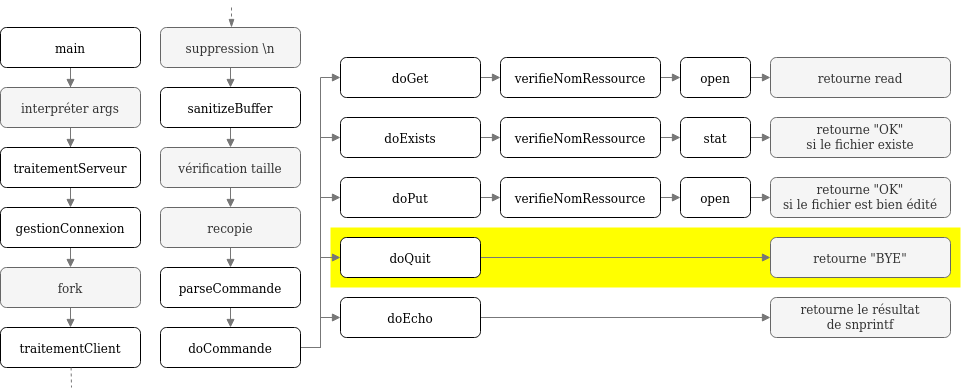 main
interpréter args
traitementServeur
gestionConnexion
fork
traitementClient
suppression \n
sanitizeBuffer
vérification taille
recopie
parseCommande
doCommande
doGet
verifieNomRessource
open
retourne read
doExists
verifieNomRessource
stat
retourne "OK"
si le fichier existe
doPut
verifieNomRessource
open
retourne "OK"
si le fichier est bien édité
doQuit
retourne "BYE"
doEcho
retourne le résultat
de snprintf